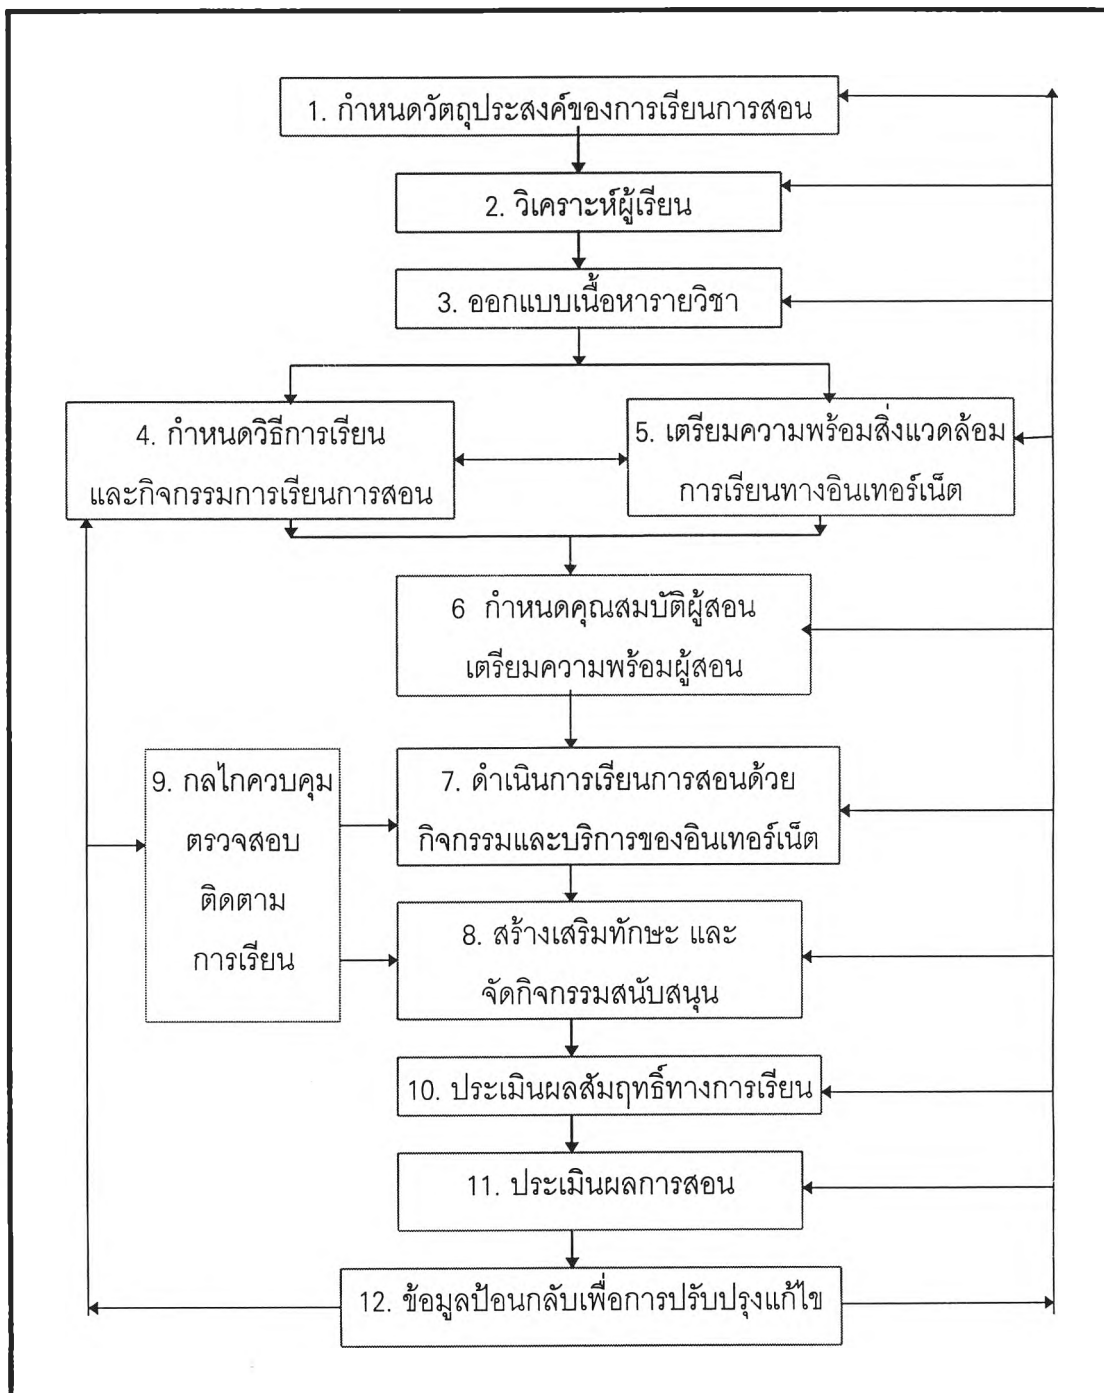 1. กำหนดวัตถุประสงค์ของการเรียนการสอน
2. วิเคราะห์ผู้เรียน
3. ออกแบบเนื้อหารายวิชา
4. กำหนดวิธีการเรียน
และกิจกรรมการเรียนการสอน
5. เตรียมความพร้อมสิ่งแวดล้อม
การเรียนทางอินเทอร์เน็ต
6 กำหนดคุณสมบัติผู้สอน
เตรียมความพร้อมผู้สอน
7. ดำเนินการเรียนการสอนด้วย
กิจกรรมและบริการของอินเทอร์เน็ต
9. กลไกควบคุม
ตรวจสอบ
ติดตาม
การเรียน
8. สร้างเสริมทักษะ และ
จัดกิจกรรมสนับสนุน
10. ประเมินผลสัมฤทธิ์ทางการเรียน
11. ประเมินผลการสอน
12. ข้อมูลป้อนกลับเพื่อการปรับปรุงแก้ไข